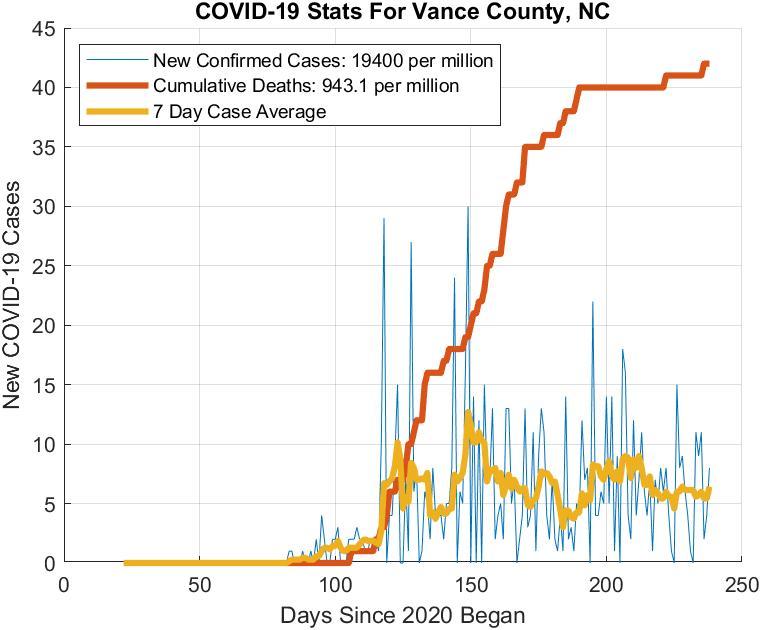 COVID-19 Stats For Vance County, NC
45
40
35
30
25
20
15
10
5
0
New COVID-19 Cases
New Confirmed Cases: 19400 per million
Cumulative Deaths: 943.1 per million
7 Day Case Average
0 50 100 150 200 250
Days Since 2020 Began